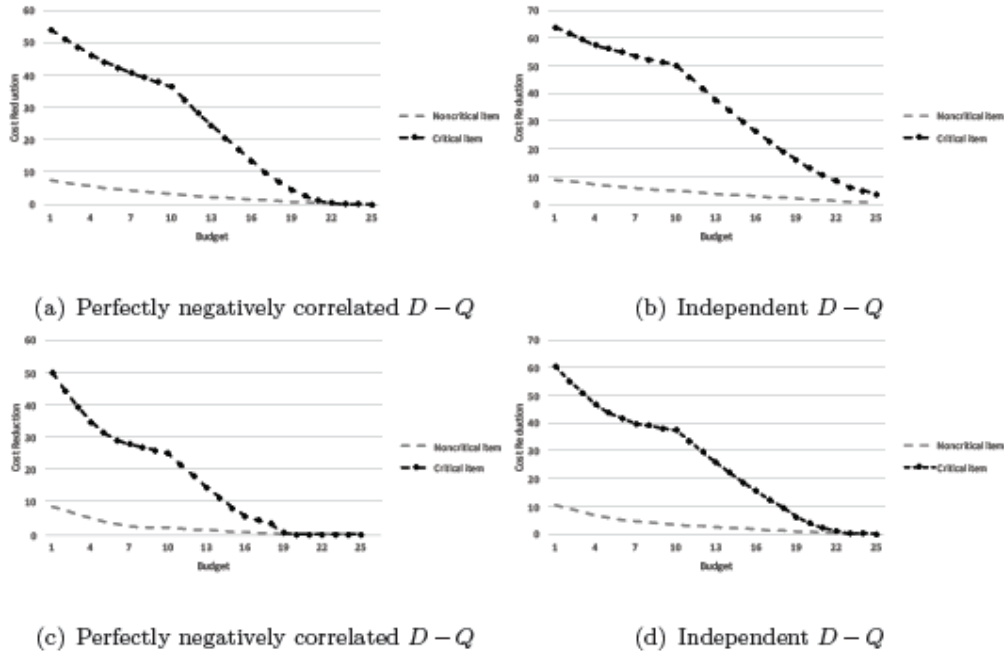 60
50
40
30
20
10
0
Cost Reduction
1 4 7 10 13 16 19 22 25
Budget
Noncritical item
Critical item
70
60
50
40
30
20
10
0
Cost Reduction
1 4 7 10 13 16 19 22 25
Budget
Noncritical item
Critical item
(a) Perfectly negatively correlated D − Q
(b) Independent D − Q
60
50
40
30
20
10
0
Cost Reduction
1 4 7 10 13 16 19 22 25
Budget
Noncritical item
Critical item
70
60
50
40
30
20
10
0
Cost Reduction
1 4 7 10 13 16 19 22 25
Budget
Noncritical item
Critical item
(c) Perfectly negatively correlated D − Q
(d) Independent D − Q